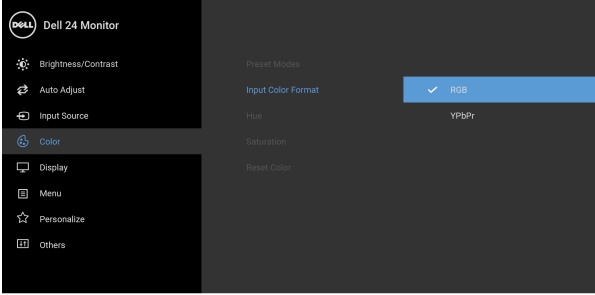 DELL Dell 24 Monitor
Brightness/Contrast
Auto Adjust
Input Source
Color
Display
Menu
Personalize
Others
Preset Modes
Input Color Format
Hue
Saturation
Reset Color
RGB
YPbPr